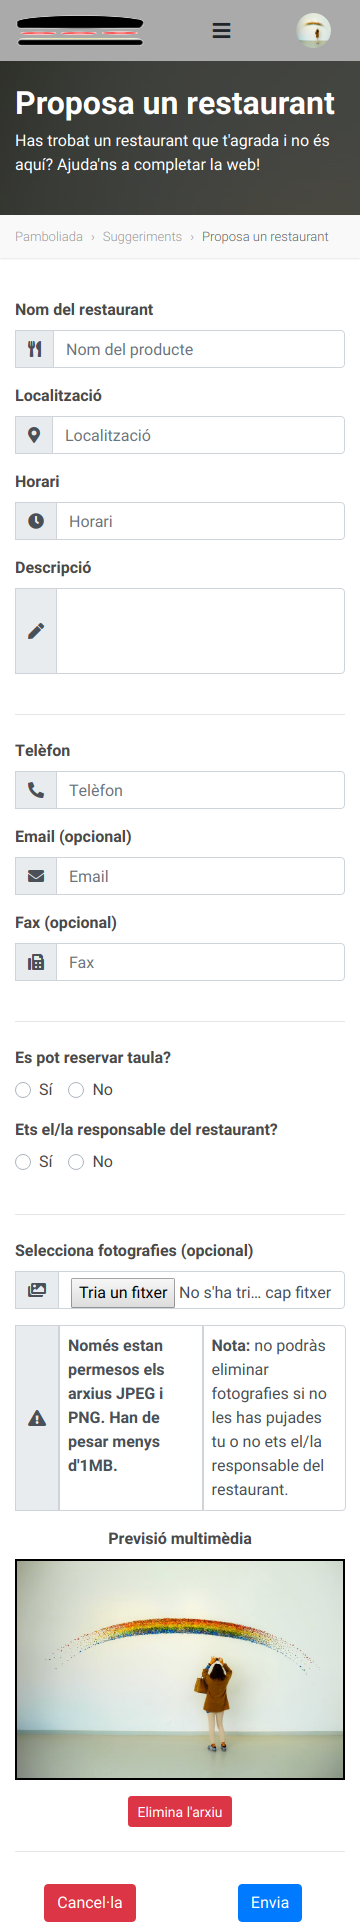 Proposa un restaurant
Has trobat un restaurant que t'agrada i no és
aquí? Ajuda'ns a completar la web!
Pamboliada › Suggeriments › Proposa un restaurant
Nom del restaurant
Nom del producte
Localització
Localització
Horari
Horari
Descripció
Telèfon
Telèfon
Email (opcional)
Email
Fax (opcional)
Fax
Es pot reservar taula?
Sí No
Ets el/la responsable del restaurant?
Sí No
Selecciona fotografies (opcional)
Tria un fitxer No s'ha tri... cap fitxer
Només estan
permesos els
arxius JPEG i
PNG. Han de
pesar menys
d'1MB.
Nota: no podràs
eliminar
fotografies si no
les has pujades
tu o no ets el/la
responsable del
restaurant.
Previsió multimèdia
Elimina l'arxiu
Cancel·la Envia